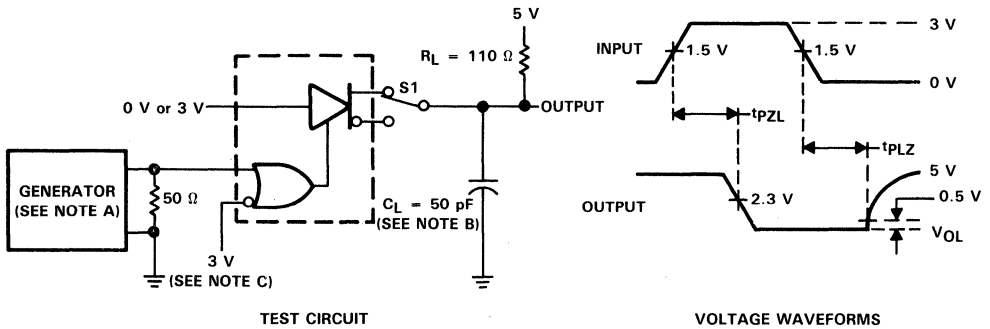 5 V
R_L = 110 Ω
S1
0 V or 3 V
OUTPUT
GENERATOR
(SEE NOTE A)
50 Ω
C_L = 50 pF
(SEE NOTE B)
3 V
(SEE NOTE C)
TEST CIRCUIT
3 V
INPUT
1.5 V
1.5 V
0 V
t_PZL
t_PLZ
5 V
0.5 V
OUTPUT
2.3 V
V_OL
VOLTAGE WAVEFORMS